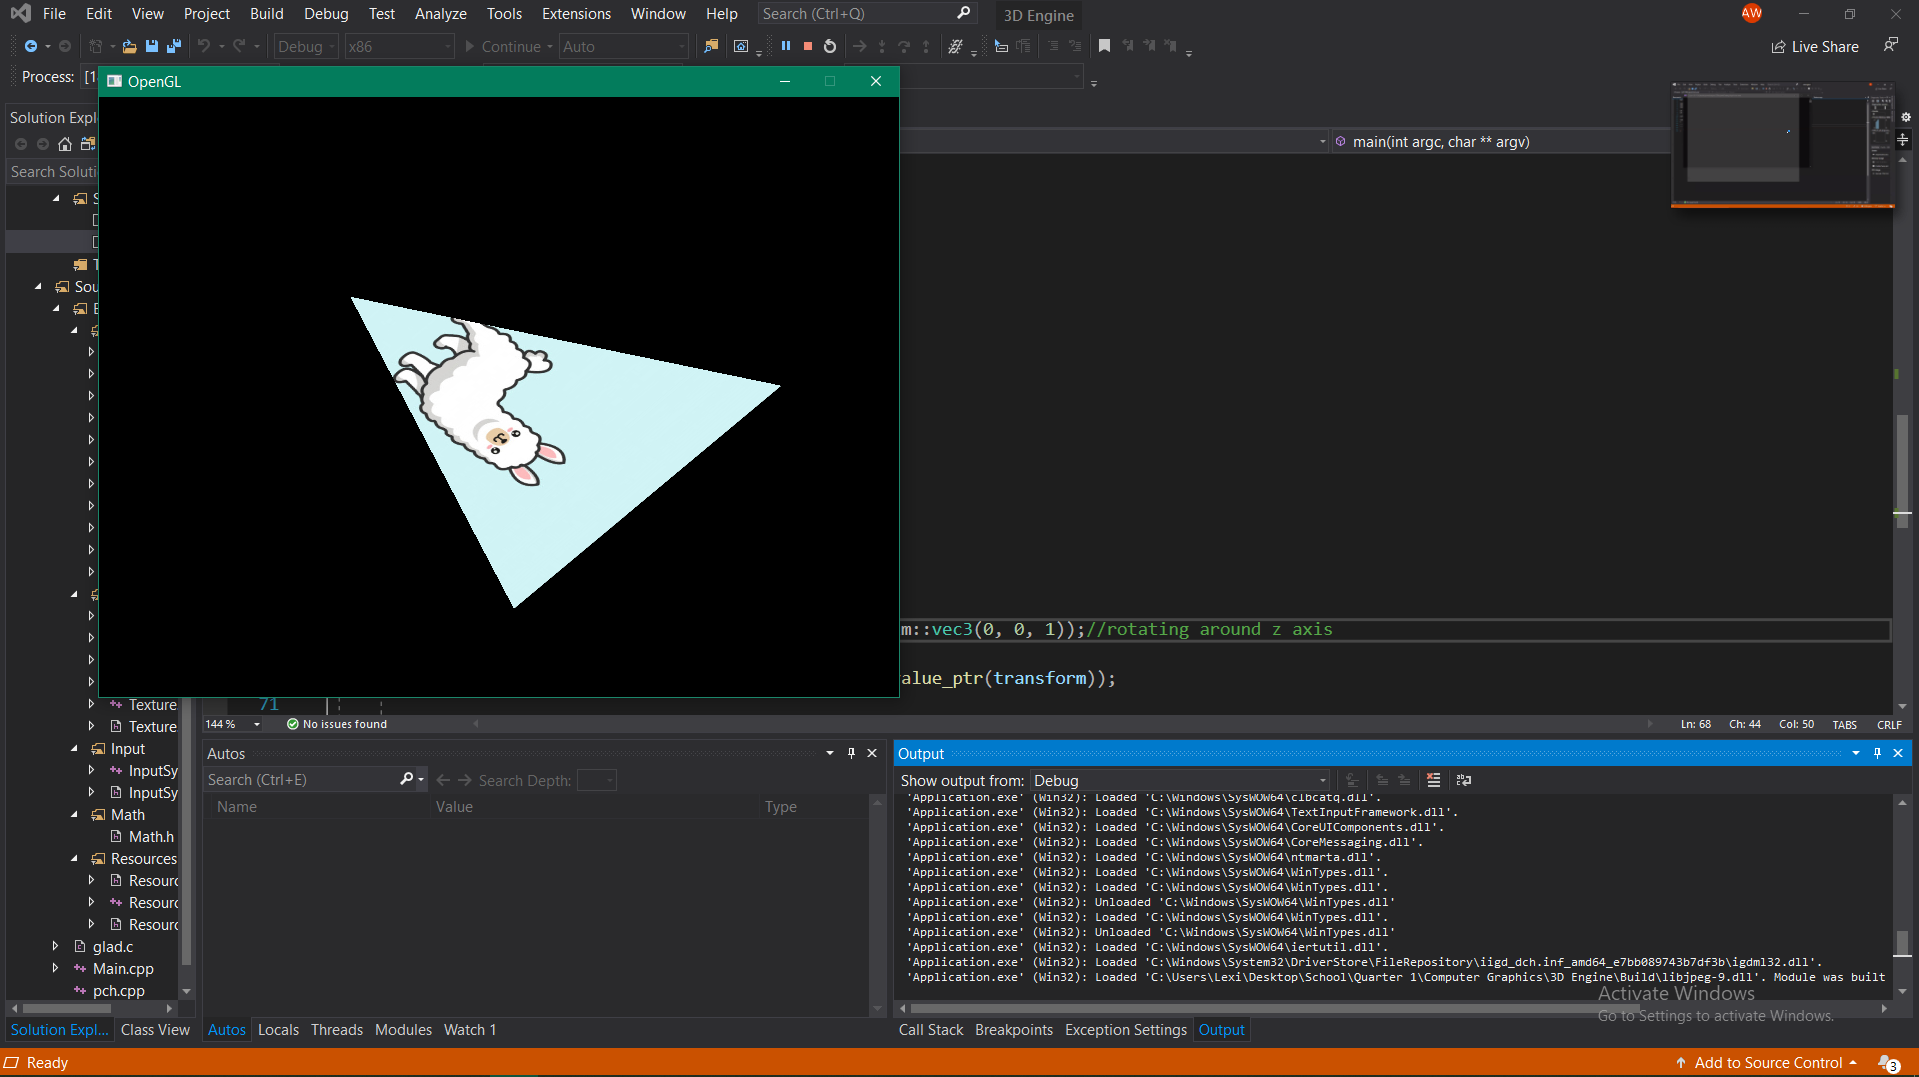 File Edit View Project Build Debug Test Analyze Tools Extensions Window Help Search (Ctrl+Q) 3D Engine AW
Debug x86 Continue Auto Live Share
Process: [1
OpenGL
Solution Expl
main(int argc, char ** argv)
Search Soluti
S
T
Sou
m::vec3(0, 0, 1));//rotating around z axis
alue_ptr(transform));
71
Texture
Texture
Input
InputSy
InputSy
Math
Math.h
Resources
Resourc
Resourc
Resourc
glad.c
Main.cpp
pch.cpp
144 % No issues found Ln: 68 Ch: 44 Col: 50 TABS CRLF
Autos
Search (Ctrl+E) Search Depth:
Name Value Type
Output
Show output from: Debug
'Application.exe' (Win32): Loaded 'C:\Windows\SysWOW64\clbcatq.dll'.
'Application.exe' (Win32): Loaded 'C:\Windows\SysWOW64\TextInputFramework.dll'.
'Application.exe' (Win32): Loaded 'C:\Windows\SysWOW64\CoreUIComponents.dll'.
'Application.exe' (Win32): Loaded 'C:\Windows\SysWOW64\CoreMessaging.dll'.
'Application.exe' (Win32): Loaded 'C:\Windows\SysWOW64\ntmarta.dll'.
'Application.exe' (Win32): Loaded 'C:\Windows\SysWOW64\WinTypes.dll'.
'Application.exe' (Win32): Loaded 'C:\Windows\SysWOW64\WinTypes.dll'.
'Application.exe' (Win32): Unloaded 'C:\Windows\SysWOW64\WinTypes.dll'
'Application.exe' (Win32): Loaded 'C:\Windows\SysWOW64\WinTypes.dll'.
'Application.exe' (Win32): Unloaded 'C:\Windows\SysWOW64\WinTypes.dll'
'Application.exe' (Win32): Loaded 'C:\Windows\SysWOW64\iertutil.dll'.
'Application.exe' (Win32): Loaded 'C:\Windows\System32\DriverStore\FileRepository\iigd_dch.inf_amd64_e7bb089743b7df3b\igdml32.dll'.
'Application.exe' (Win32): Loaded 'C:\Users\Lexi\Desktop\School\Quarter 1\Computer Graphics\3D Engine\Build\libjpeg-9.dll'. Module was built
Activate Windows
Go to Settings to activate Windows.
Solution Expl... Class View Autos Locals Threads Modules Watch 1 Call Stack Breakpoints Exception Settings Output
Ready Add to Source Control 3